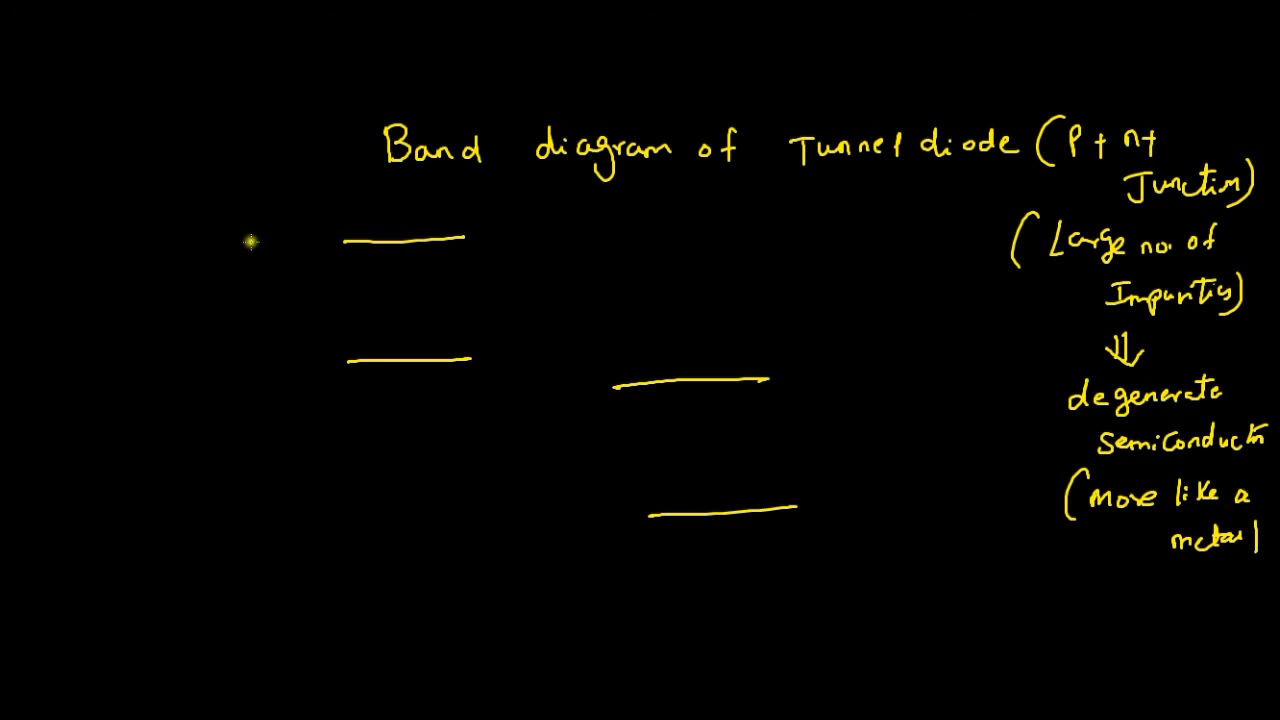 Band diagram of Tunnel diode (P+ n+
Junction)
(Large no. of
Impurities)
degenerate
semiconductor
(more like a
metal